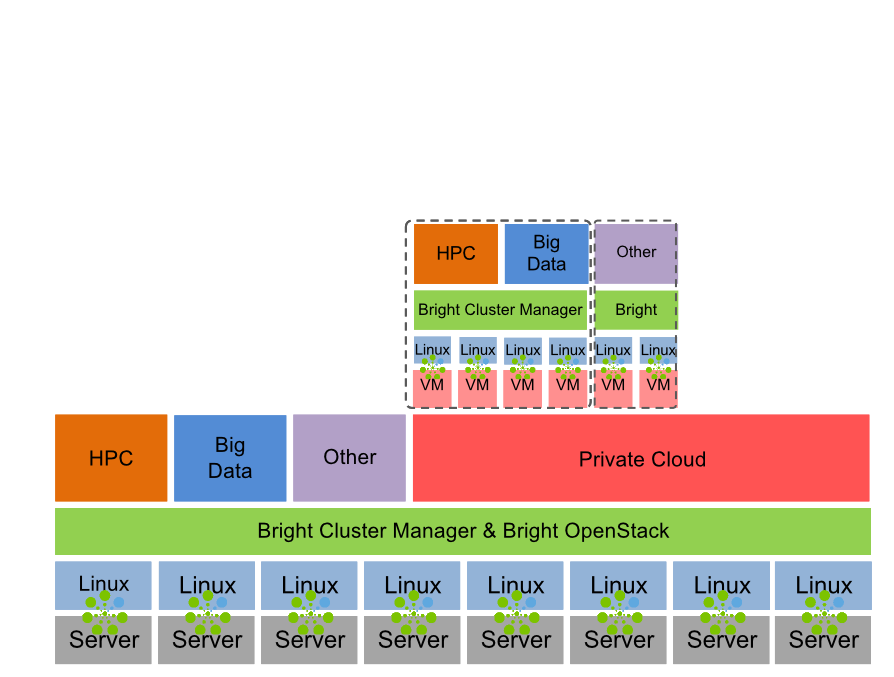 HPC
Big
Data
Other
Bright Cluster Manager
Bright
Linux Linux Linux Linux Linux Linux
VM VM VM VM VM VM
HPC
Big
Data
Other
Private Cloud
Bright Cluster Manager & Bright OpenStack
Linux Linux Linux Linux Linux Linux Linux Linux
Server Server Server Server Server Server Server Server